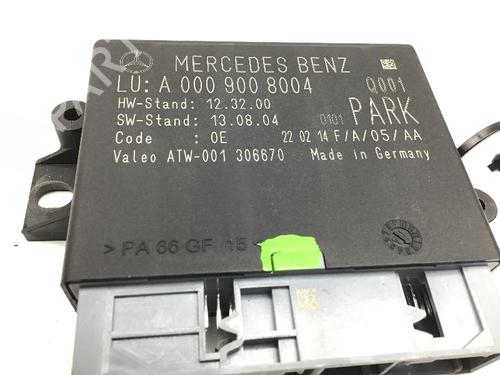 MERCEDES BENZ
LU: A 000 900 8004 Q001
HW-Stand: 12.32.00
SW-Stand: 13.08.04 0101 PARK
Code : 0E 22 02 14 F/A/05/AA
Valeo ATW-001 306670 Made in Germany
>PA 66 GF 15<